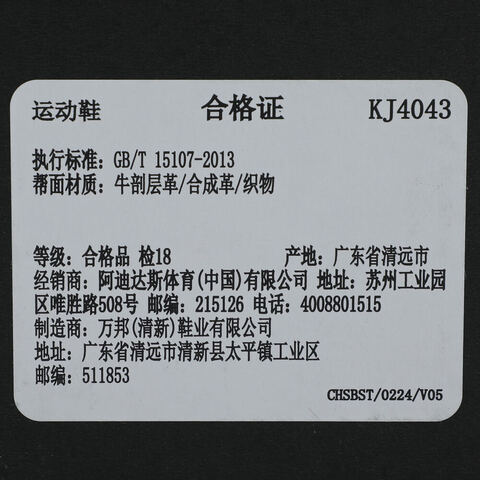 运动鞋 合格证 KJ4043
执行标准: GB/T 15107-2013
帮面材质: 牛剖层革/合成革/织物
等级: 合格品 检18 产地: 广东省清远市
经销商: 阿迪达斯体育(中国)有限公司 地址: 苏州工业园
区唯胜路508号 邮编: 215126 电话: 4008801515
制造商: 万邦(清新)鞋业有限公司
地址: 广东省清远市清新县太平镇工业区
邮编: 511853
CHSBST/0224/V05